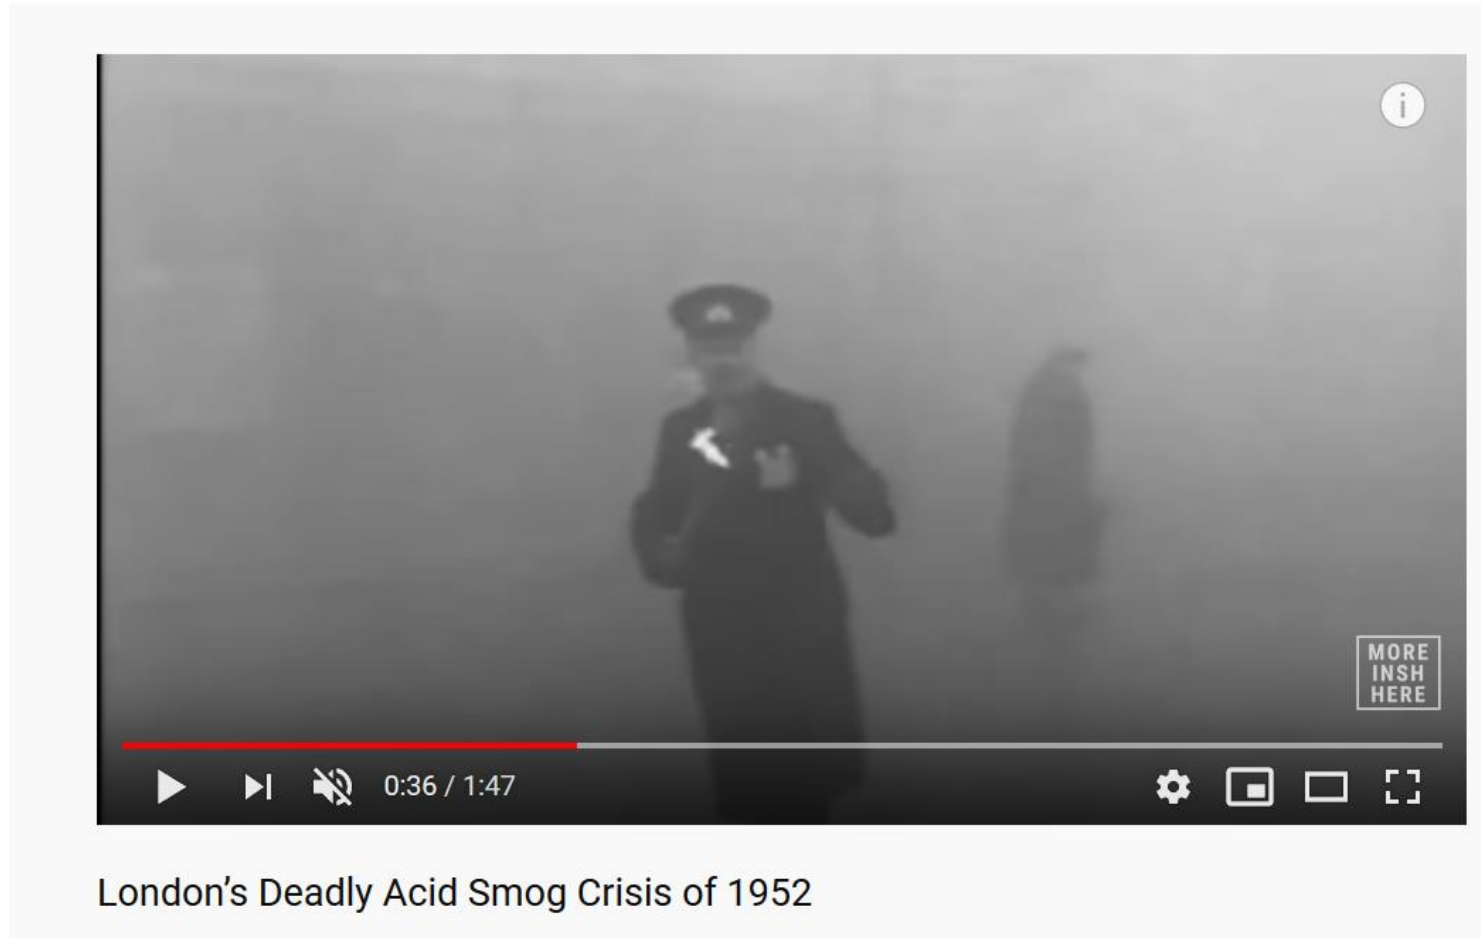 i
MORE
INSH
HERE
0:36 / 1:47
London’s Deadly Acid Smog Crisis of 1952